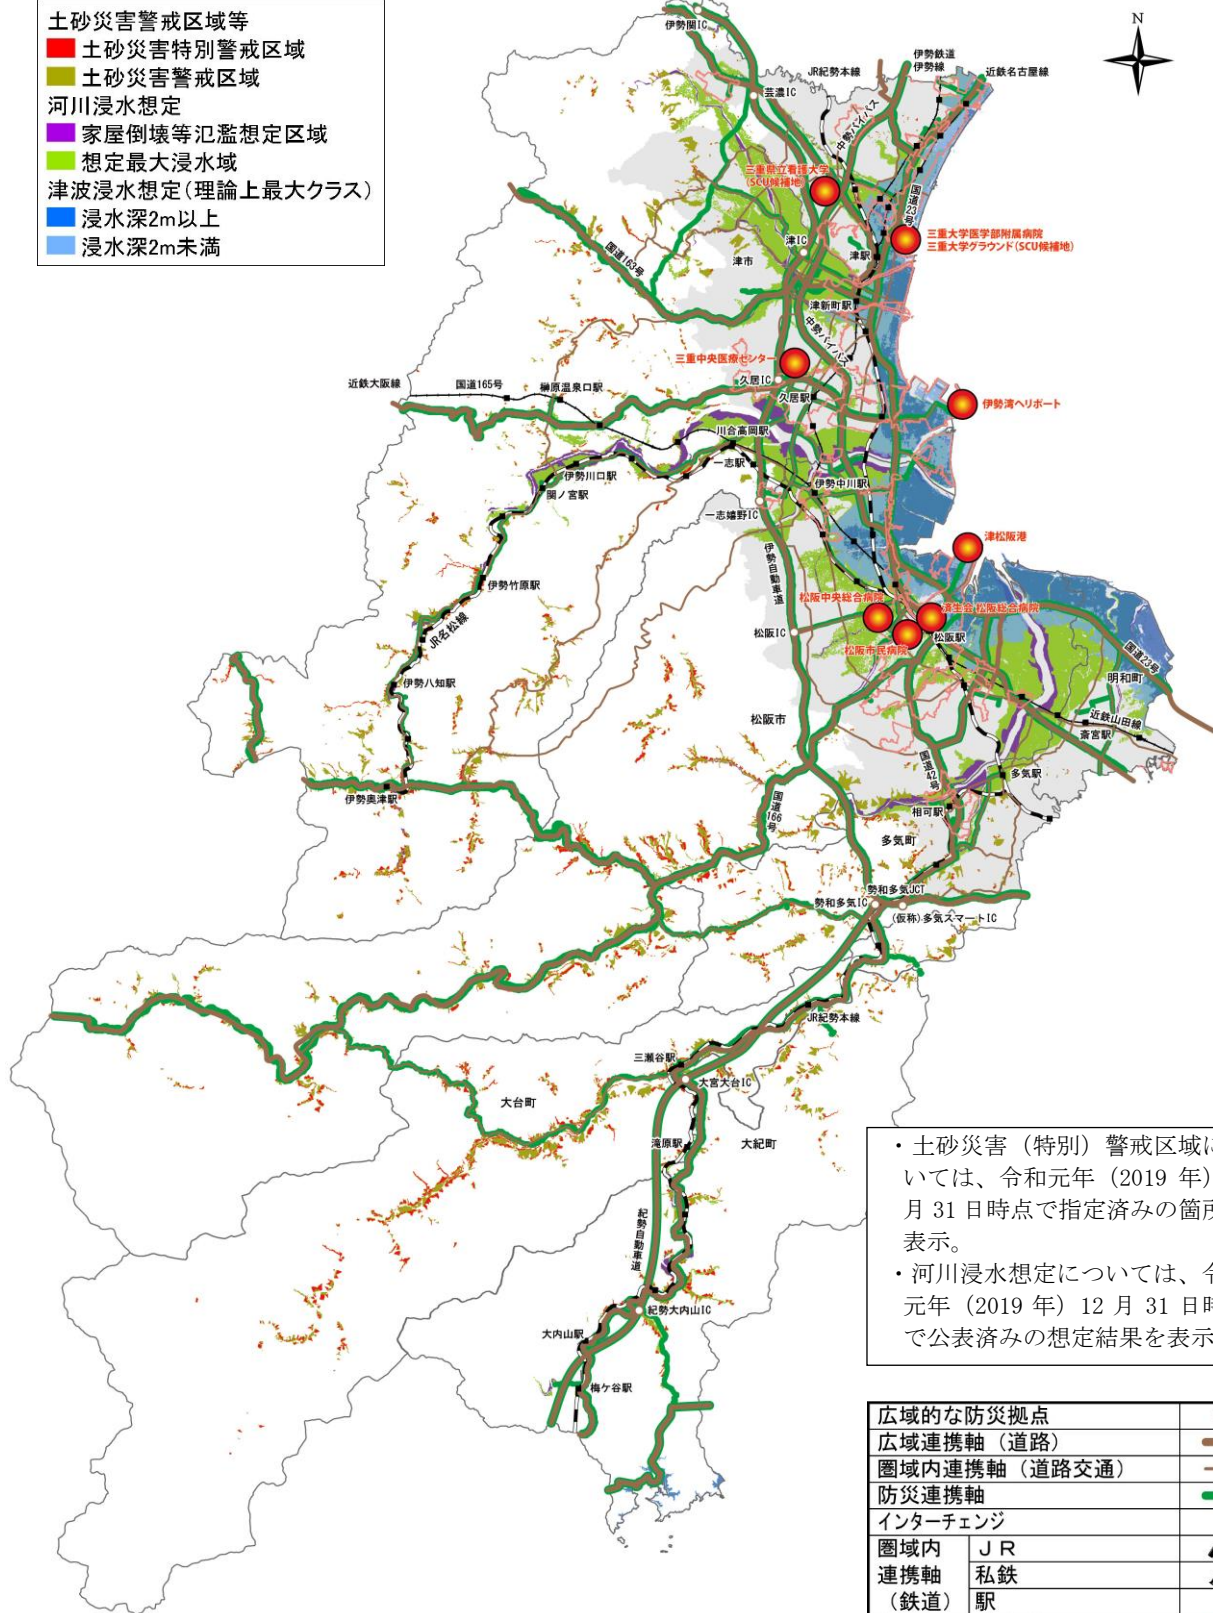 土砂災害警戒区域等
土砂災害特別警戒区域
土砂災害警戒区域
河川浸水想定
家屋倒壊等氾濫想定区域
想定最大浸水域
津波浸水想定(理論上最大クラス)
浸水深2m以上
浸水深2m未満
N
伊勢関IC
伊勢鉄道
伊勢線
JR紀勢本線
近鉄名古屋線
芸濃IC
中勢バイパス
三重県立看護大学
(SCU候補地)
国道23号
三重大学医学部附属病院
三重大学グラウンド(SCU候補地)
津IC
津駅
津市
国道163号
津新町駅
中勢バイパス
三重中央医療センター
久居IC
近鉄大阪線
国道165号
榊原温泉口駅
久居駅
伊勢湾ヘリポート
川合高岡駅
一志駅
伊勢川口駅
伊勢中川駅
関ノ宮駅
一志嬉野IC
津松阪港
伊勢自動車道
伊勢竹原駅
松阪中央総合病院
済生会 松阪総合病院
松阪IC
松阪駅
松阪市民病院
JR名松線
国道23号
明和町
伊勢八知駅
松阪市
近鉄山田線
斎宮駅
国道42号
多気駅
伊勢奥津駅
国道166号
相可駅
多気町
勢和多気JCT
勢和多気IC
(仮称)多気スマートIC
JR紀勢本線
三瀬谷駅
大宮大台IC
大台町
滝原駅
大紀町
紀勢自動車道
紀勢大内山IC
大内山駅
梅ケ谷駅
・土砂災害（特別）警戒区域に
いては、令和元年（2019 年）
月 31 日時点で指定済みの箇所
表示。
・河川浸水想定については、令
元年（2019 年）12 月 31 日時
で公表済みの想定結果を表示
広域的な防災拠点
広域連携軸（道路）
圏域内連携軸（道路交通）
防災連携軸
インターチェンジ
圏域内 ＪＲ
連携軸 私鉄
（鉄道） 駅